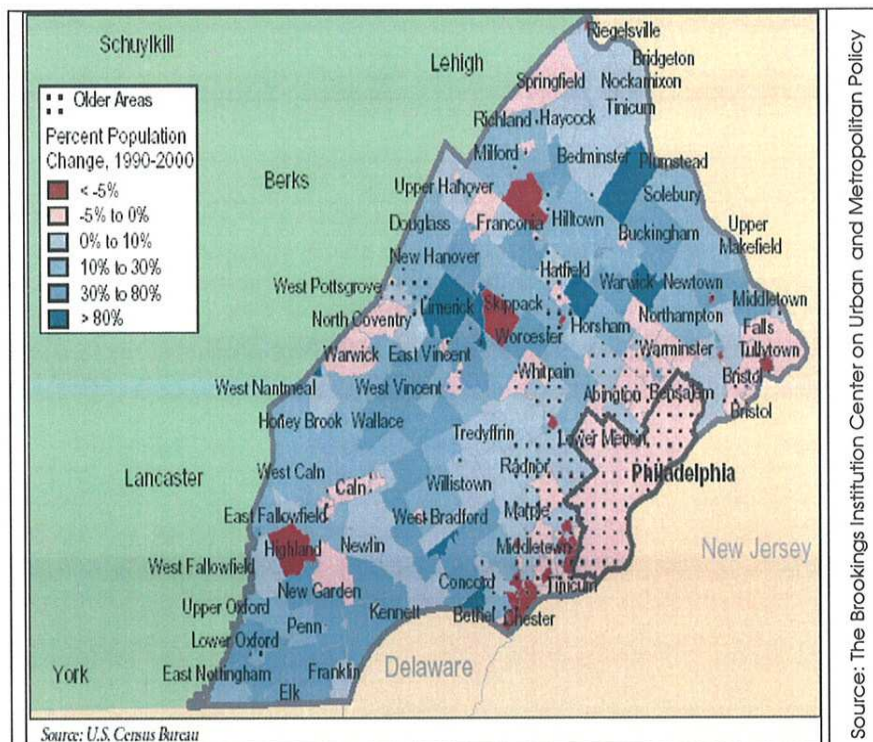 Schuylkill
Lehigh
Riegelsville
Bridgeton
Springfield
Nockamixon
Tinicum
Older Areas
Percent Population
Change, 1990-2000
< -5%
-5% to 0%
0% to 10%
10% to 30%
30% to 80%
> 80%
Richland
Haycock
Milford
Bedminster
Plumstead
Berks
Upper Hanover
Solebury
Douglass
Franconia
Hilltown
Buckingham
Upper
Makefield
New Hanover
Hatfield
West Pottsgrove
Limerick
Skippack
Warwick
Newtown
Middletown
North Coventry
Worcester
Horsham
Northampton
Falls
Warwick
East Vincent
Warminster
Tullytown
West Nantmeal
West Vincent
Whitpain
Abington
Bensalem
Bristol
Bristol
Honey Brook
Wallace
Tredyffrin
Lower Merion
Lancaster
West Caln
Caln
Willistown
Radnor
Philadelphia
East Fallowfield
West Bradford
Marple
Highland
Newlin
Middletown
New Jersey
West Fallowfield
New Garden
Concord
Tinicum
Upper Oxford
Penn
Kennett
Bethel
Chester
Lower Oxford
York
East Nottingham
Franklin
Delaware
Elk
Source: U.S. Census Bureau
Source: The Brookings Institution Center on Urban and Metropolitan Policy